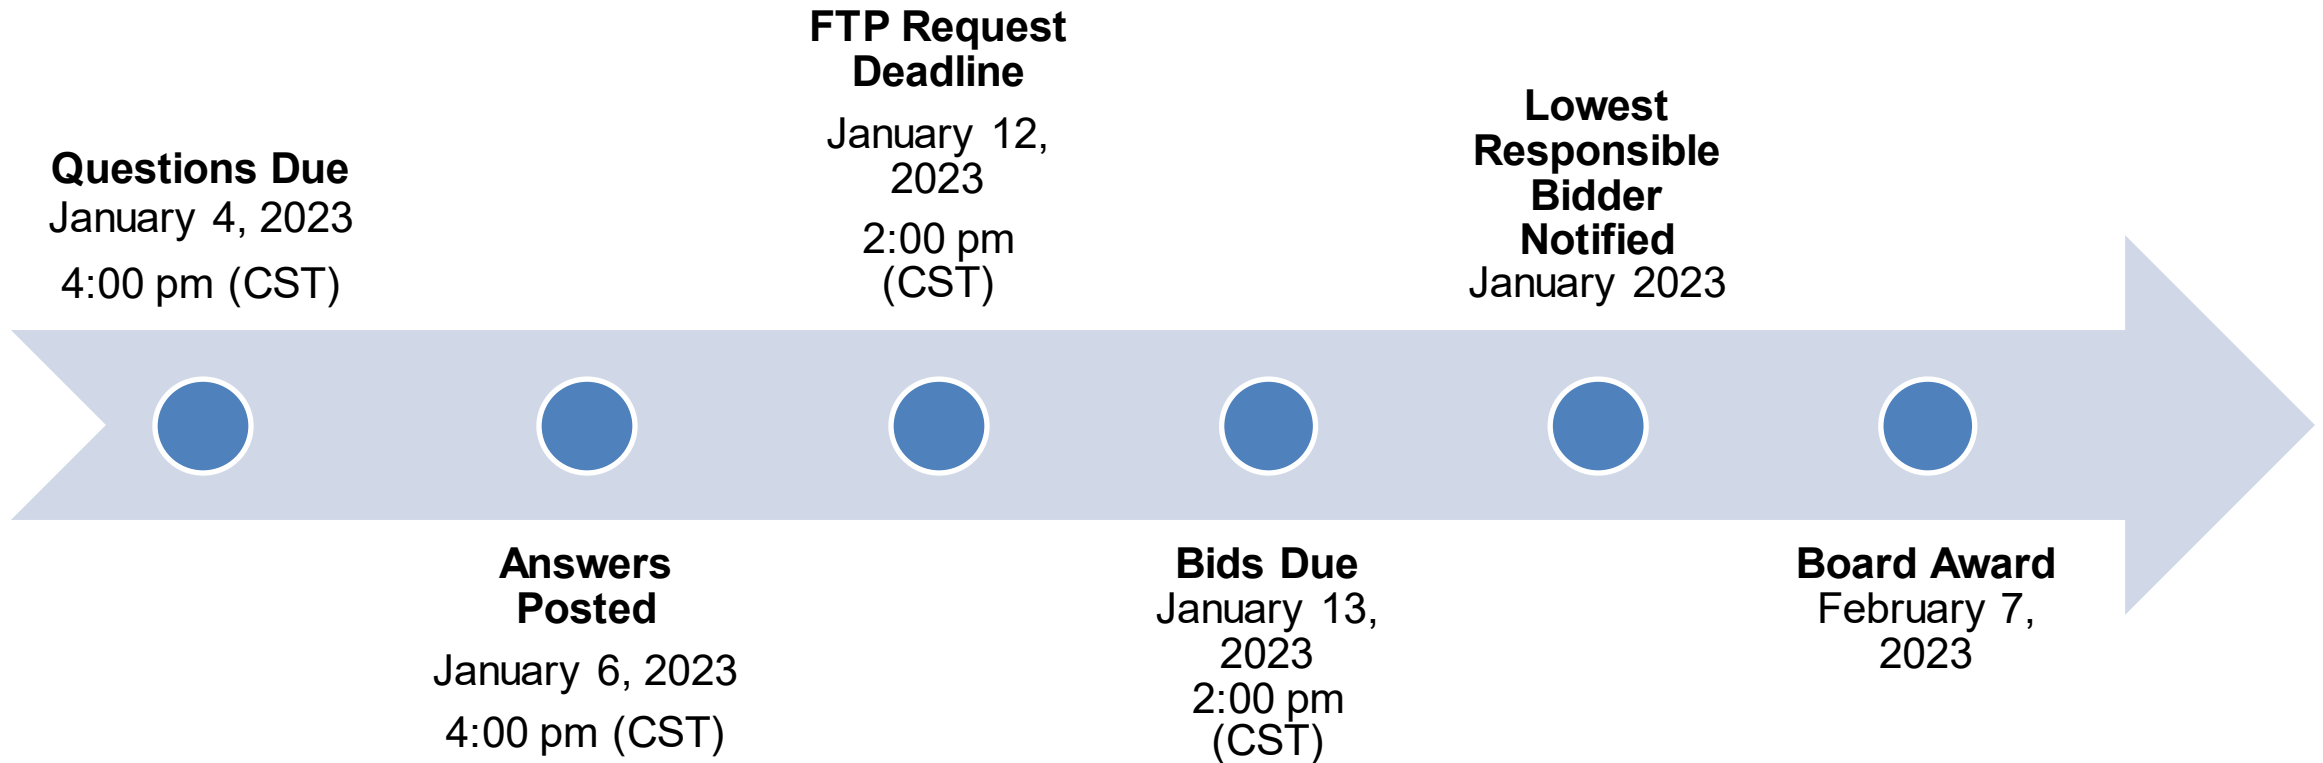 Questions Due
January 4, 2023
4:00 pm (CST)
Answers
Posted
January 6, 2023
4:00 pm (CST)
FTP Request
Deadline
January 12,
2023
2:00 pm
(CST)
Bids Due
January 13,
2023
2:00 pm
(CST)
Lowest
Responsible
Bidder
Notified
January 2023
Board Award
February 7,
2023